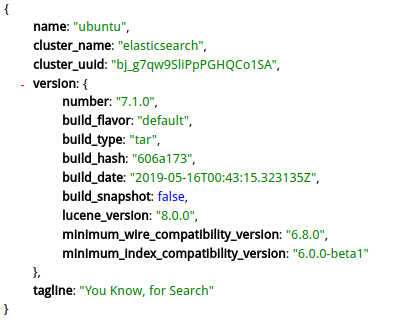 {
name: "ubuntu",
cluster_name: "elasticsearch",
cluster_uuid: "bj_g7qw9SliPpPGHQCo1SA",
- version: {
number: "7.1.0",
build_flavor: "default",
build_type: "tar",
build_hash: "606a173",
build_date: "2019-05-16T00:43:15.323135Z",
build_snapshot: false,
lucene_version: "8.0.0",
minimum_wire_compatibility_version: "6.8.0",
minimum_index_compatibility_version: "6.0.0-beta1"
},
tagline: "You Know, for Search"
}